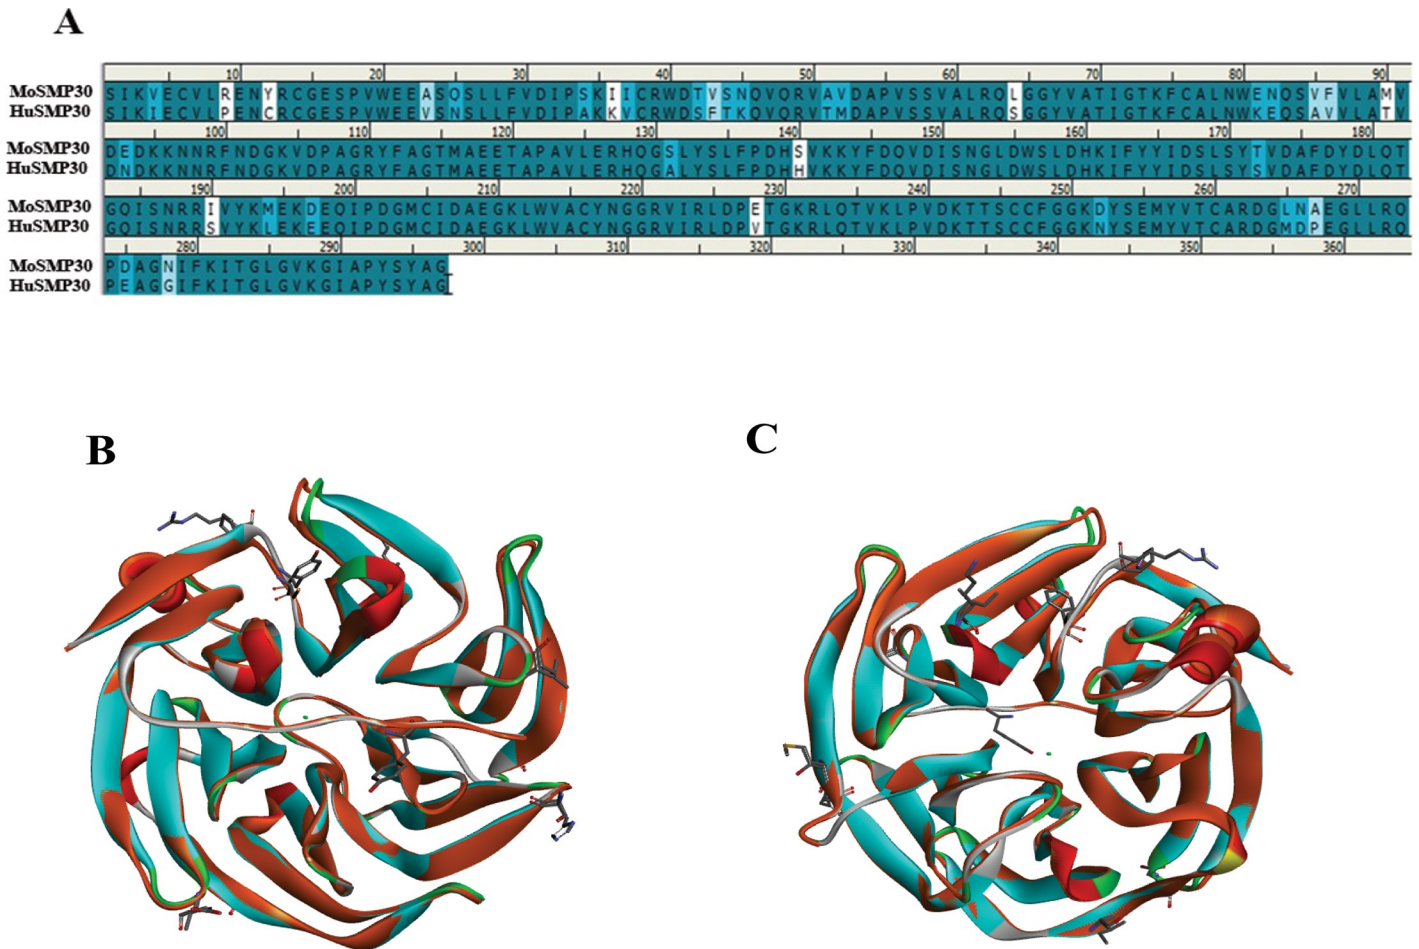 A
10 20 30 40 50 60 70 80 90
MoSMP30 SIKVECVLRENYRCGESPVWEEASQSLLFVDIPSKIICRWDTVSNQVQRVAVDAPVSSVALRQLGGYVATIGTKFCALNWENQSVFVLAMV
HuSMP30 SIKIECVLPENCRCGESPVWEEVSNSLLFVDIPAKKVCRWDSFTKQVQRVTMDAPVSSVALRQSGGYVATIGTKFCALNWKEQSAVVLATV
100 110 120 130 140 150 160 170 180
MoSMP30 DEDKKNNRFNDGKVDPAGRYFAGTMAEETAPAVLERHQGSLYSLFPDHSVKKYFDQVDISNGLDWSLDHKIFYYIDSLSYTVDAFDYDLQT
HuSMP30 DNDKKNNRFNDGKVDPAGRYFAGTMAEETAPAVLERHQGALYSLFPDHHVKKYFDQVDISNGLDWSLDHKIFYYIDSLSYSVDAFDYDLQT
190 200 210 220 230 240 250 260 270
MoSMP30 GQISNRRIVYKMEKDEQIPDGMCIDAEGKLWVACYNGGRVIRLDPETGKRLQTVKLPVDKTTSCCFGGKDYSEMYVTCARDGLNAEGLLRQ
HuSMP30 GQISNRRSVYKLEKEEQIPDGMCIDAEGKLWVACYNGGRVIRLDPVTGKRLQTVKLPVDKTTSCCFGGKNYSEMYVTCARDGMDPEGLLRQ
280 290 300 310 320 330 340 350 360
MoSMP30 PDAGNIFKITGLGVKGIAPYSYAG
HuSMP30 PEAGGIFKITGLGVKGIAPYSYAG
B
C